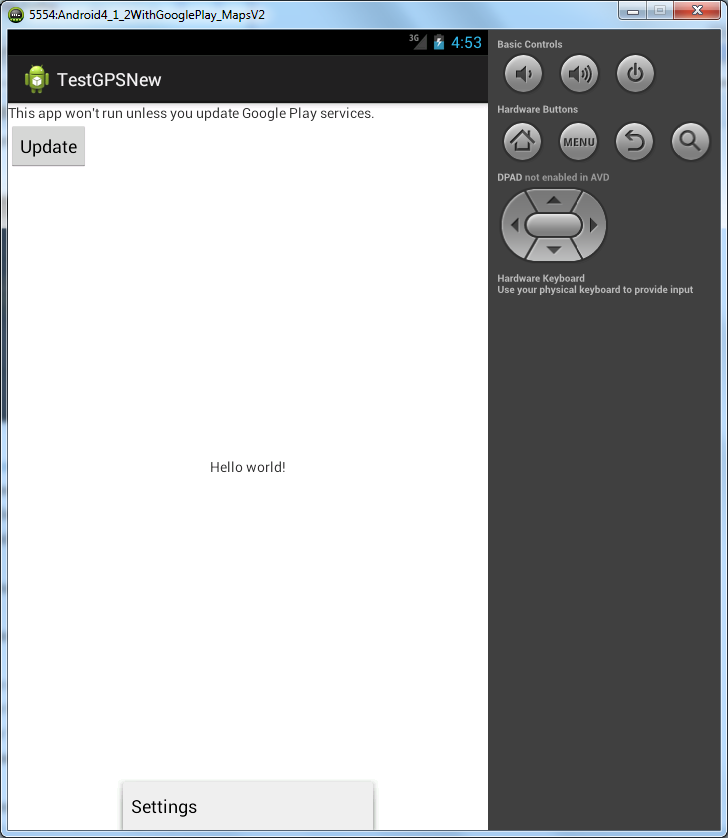 5554:Android4_1_2WithGooglePlay_MapsV2
3G 4:53
TestGPSNew
This app won't run unless you update Google Play services.
Update
Hello world!
Settings
Basic Controls
Hardware Buttons
MENU
DPAD not enabled in AVD
Hardware Keyboard
Use your physical keyboard to provide input